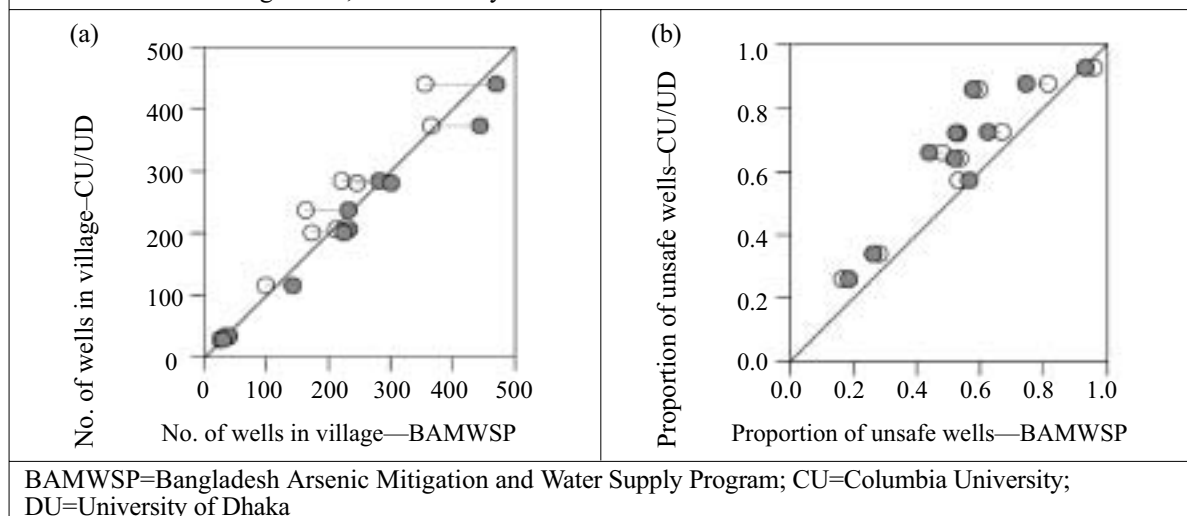 (a)
500
400
300
200
100
0
0 100 200 300 400 500
No. of wells in village–CU/UD
No. of wells in village—BAMWSP
(b)
1.0
0.8
0.6
0.4
0.2
0.0
0.0 0.2 0.4 0.6 0.8 1.0
Proportion of unsafe wells–CU/UD
Proportion of unsafe wells—BAMWSP
BAMWSP=Bangladesh Arsenic Mitigation and Water Supply Program; CU=Columbia University;
DU=University of Dhaka